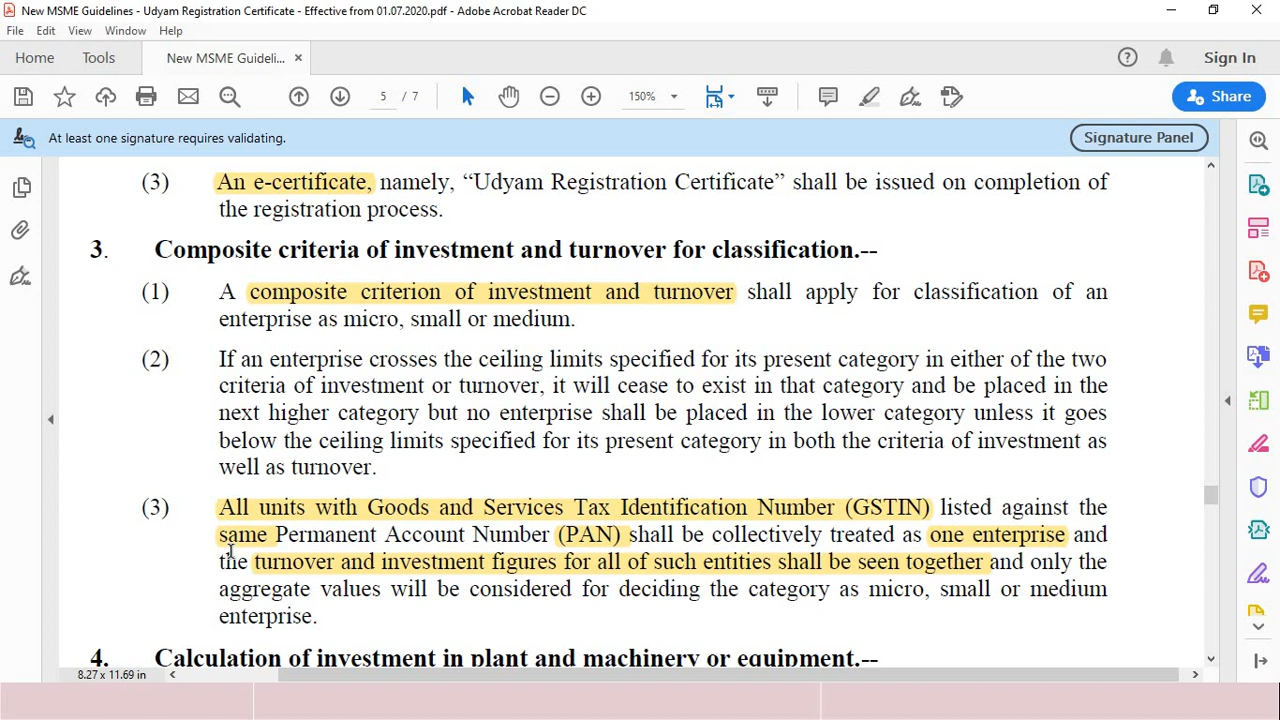 New MSME Guidelines - Udyam Registration Certificate - Effective from 01.07.2020.pdf - Adobe Acrobat Reader DC
File Edit View Window Help
Home Tools New MSME Guideli... × Sign In
5 / 7 150% Share
At least one signature requires validating. Signature Panel
(3) An e-certificate, namely, “Udyam Registration Certificate” shall be issued on completion of
the registration process.
3. Composite criteria of investment and turnover for classification.--
(1) A composite criterion of investment and turnover shall apply for classification of an
enterprise as micro, small or medium.
(2) If an enterprise crosses the ceiling limits specified for its present category in either of the two
criteria of investment or turnover, it will cease to exist in that category and be placed in the
next higher category but no enterprise shall be placed in the lower category unless it goes
below the ceiling limits specified for its present category in both the criteria of investment as
well as turnover.
(3) All units with Goods and Services Tax Identification Number (GSTIN) listed against the
same Permanent Account Number (PAN) shall be collectively treated as one enterprise and
the turnover and investment figures for all of such entities shall be seen together and only the
aggregate values will be considered for deciding the category as micro, small or medium
enterprise.
4. Calculation of investment in plant and machinery or equipment.--
8.27 x 11.69 in